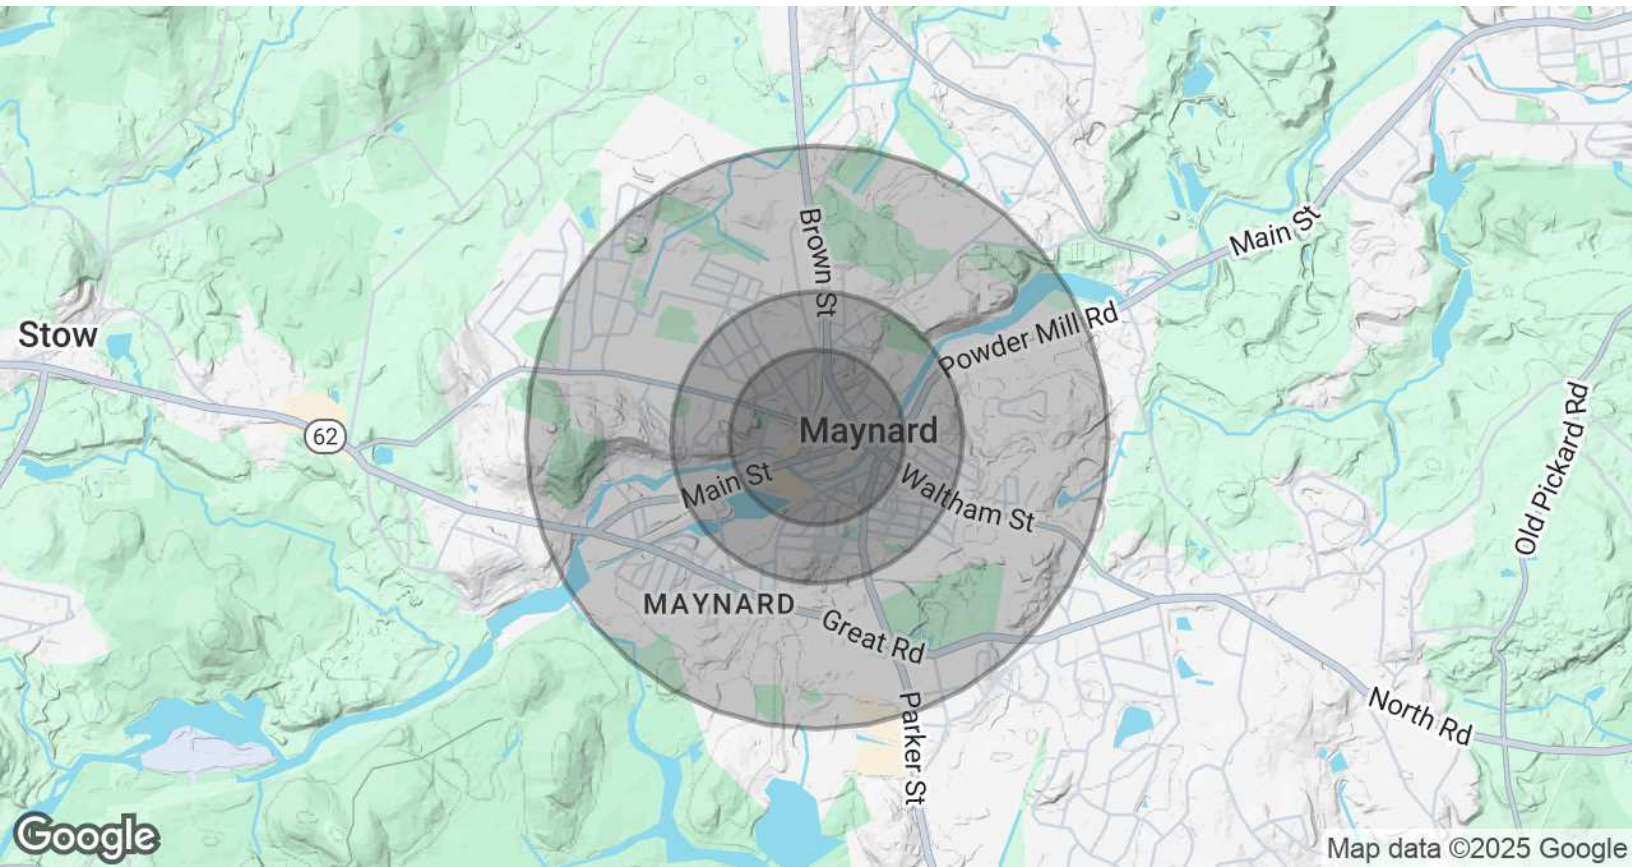 Brown St
Main St
Powder Mill Rd
Stow
62
Maynard
Main St
Waltham St
Old Pickard Rd
MAYNARD
Great Rd
Parker St
North Rd
Google
Map data ©2025 Google